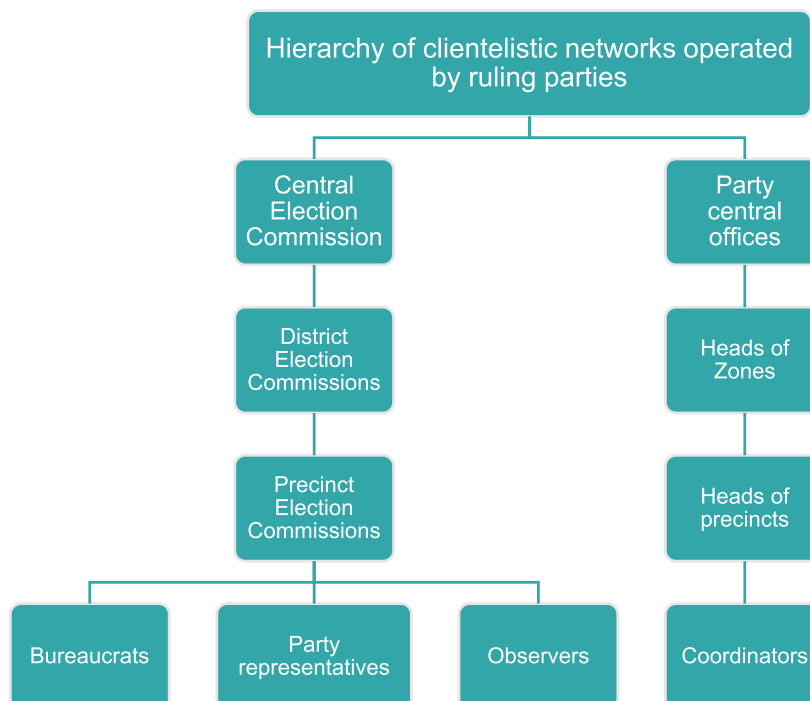 Hierarchy of clientelistic networks operated
by ruling parties
Central
Election
Commission
Party
central
offices
District
Election
Commissions
Heads of
Zones
Precinct
Election
Commissions
Heads of
precincts
Bureaucrats
Party
representatives
Observers
Coordinators